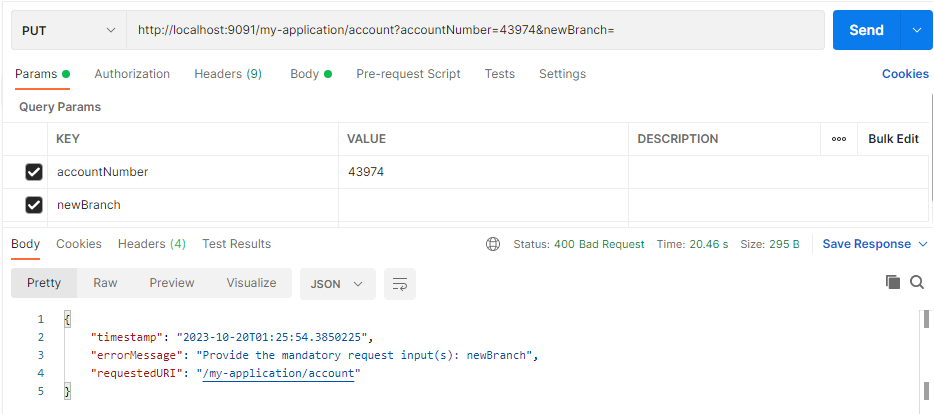 PUT http://localhost:9091/my-application/account?accountNumber=43974&newBranch= Send
Params Authorization Headers (9) Body Pre-request Script Tests Settings Cookies
Query Params
KEY VALUE DESCRIPTION ooo Bulk Edit
accountNumber 43974
newBranch
Body Cookies Headers (4) Test Results Status: 400 Bad Request Time: 20.46 s Size: 295 B Save Response
Pretty Raw Preview Visualize JSON
1 {
2 "timestamp": "2023-10-20T01:25:54.3850225",
3 "errorMessage": "Provide the mandatory request input(s): newBranch",
4 "requestedURI": "/my-application/account"
5 }